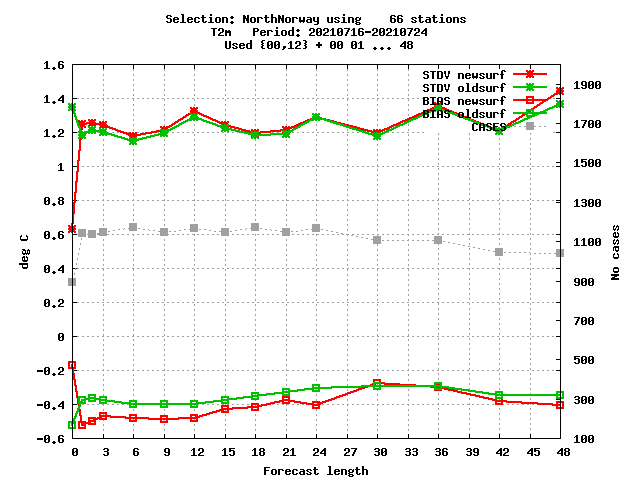 Selection: NorthNorway using    66 stations
T2m   Period: 20210716-20210724
Used {00,12} + 00 01 ... 48
STDV newsurf
STDV oldsurf
BIAS newsurf
BIAS oldsurf
CASES
deg C
1.6
1.4
1.2
1
0.8
0.6
0.4
0.2
0
-0.2
-0.4
-0.6
No cases
1900
1700
1500
1300
1100
900
700
500
300
100
0 3 6 9 12 15 18 21 24 27 30 33 36 39 42 45 48
Forecast length